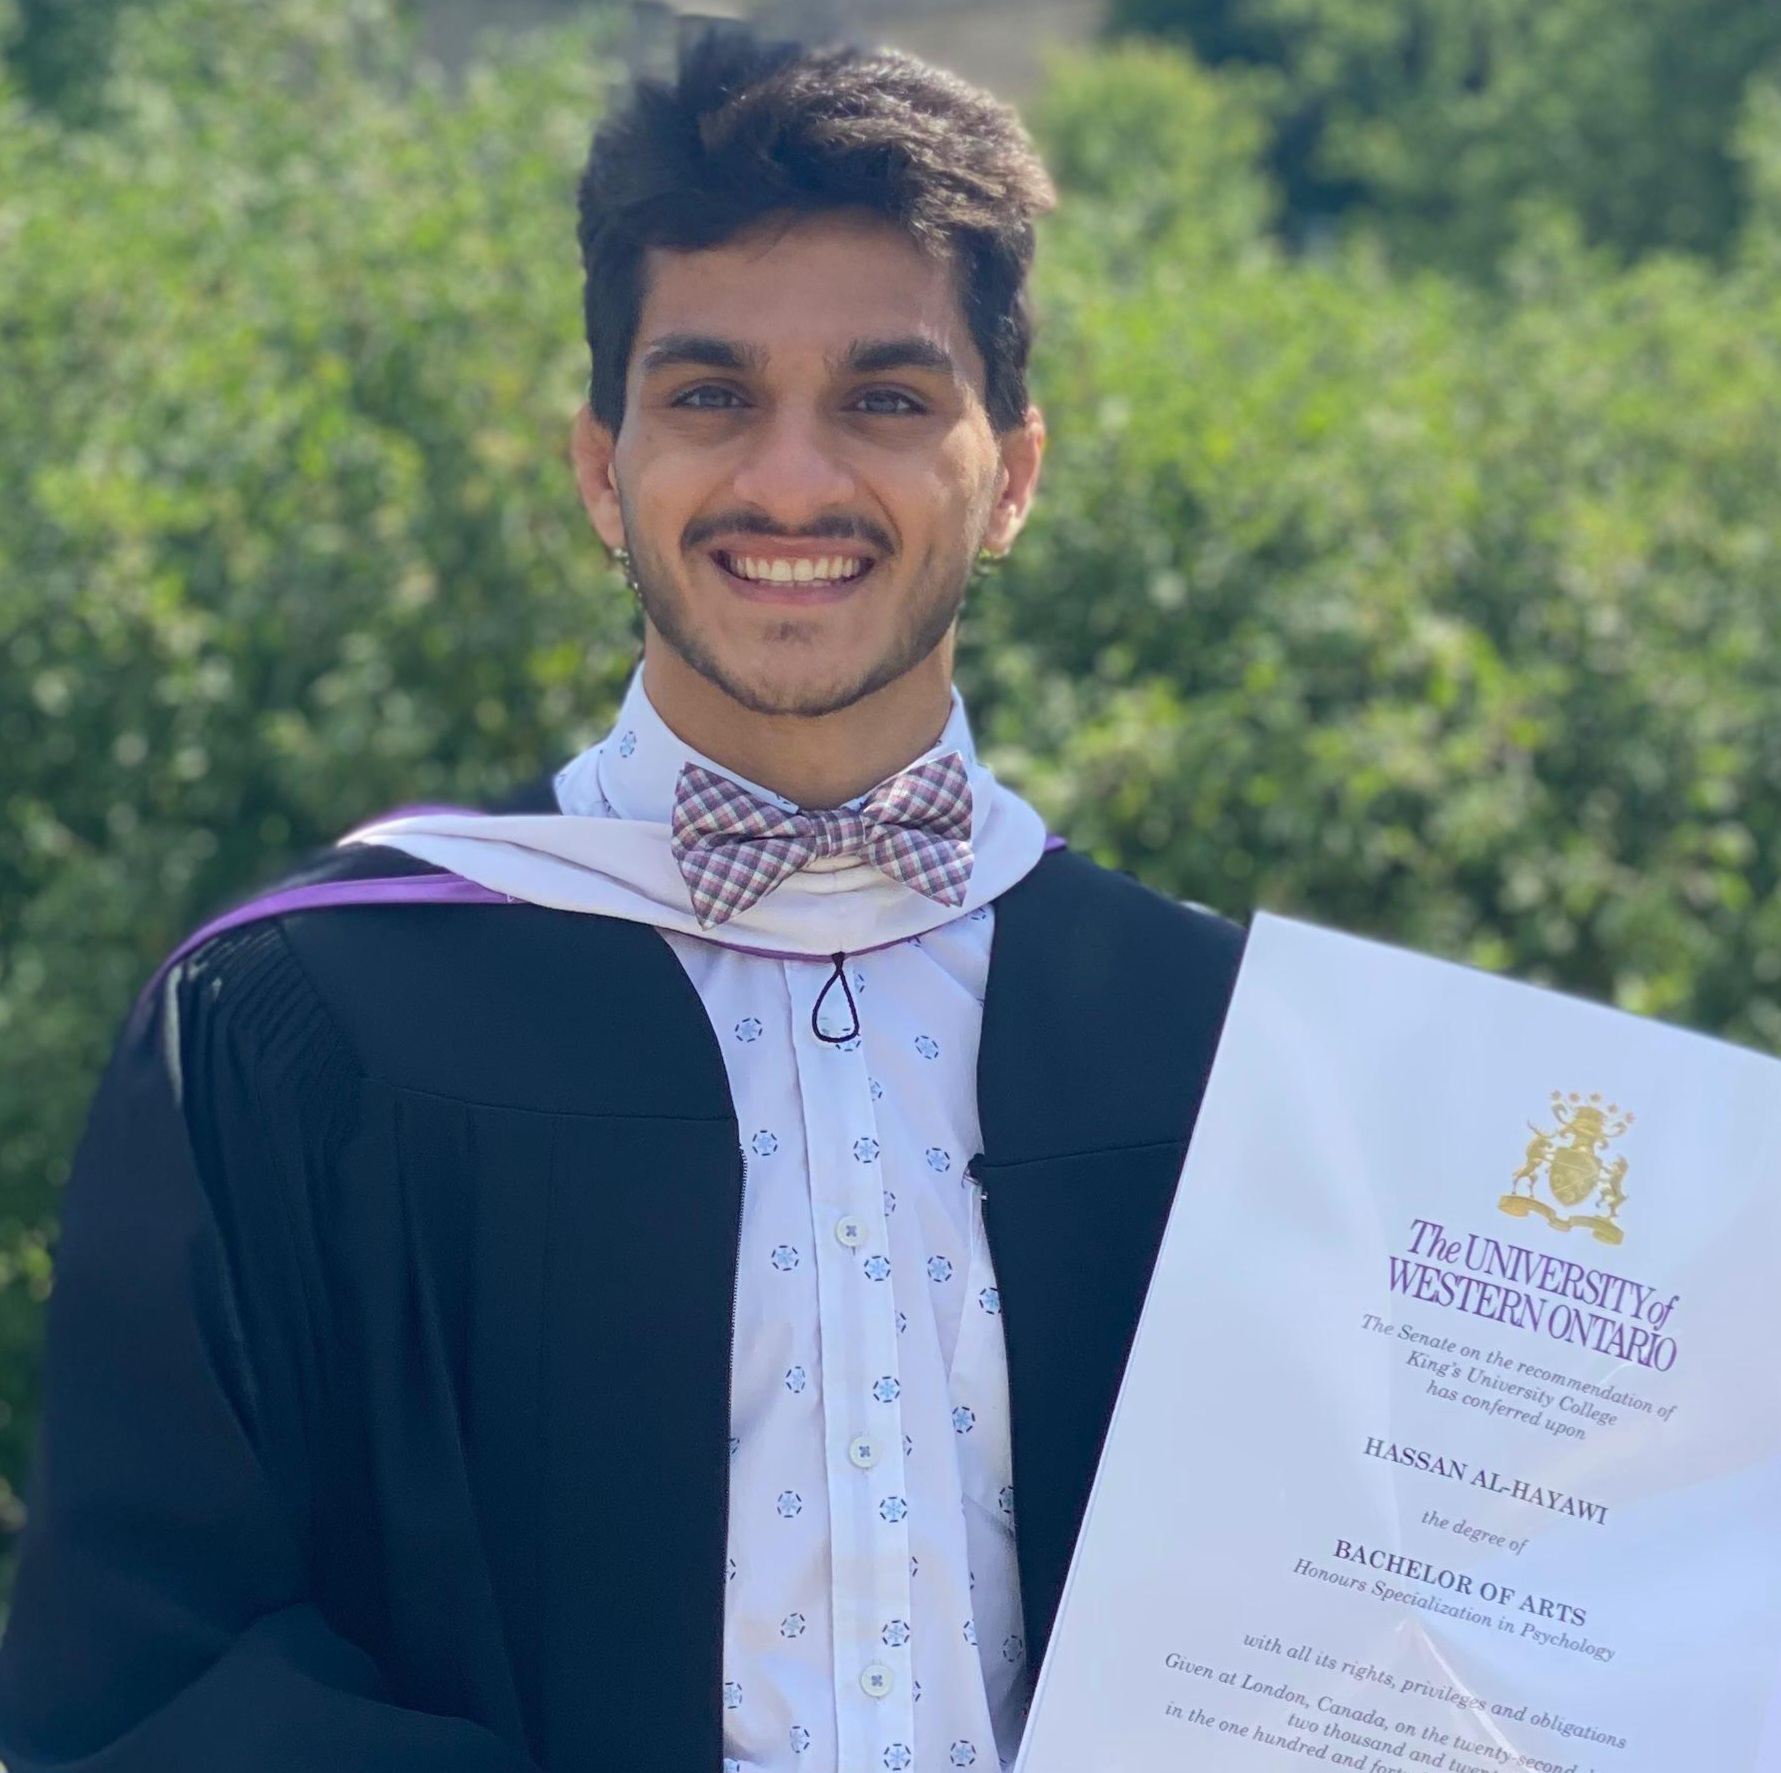 The UNIVERSITY of
WESTERN ONTARIO
The Senate on the recommendation of
King's University College
has conferred upon
HASSAN AL-HAYAWI
the degree of
BACHELOR OF ARTS
Honours Specialization in Psychology
with all its rights, privileges and obligations
Given at London, Canada, on the twenty-second
two thousand and
in the one hundred and